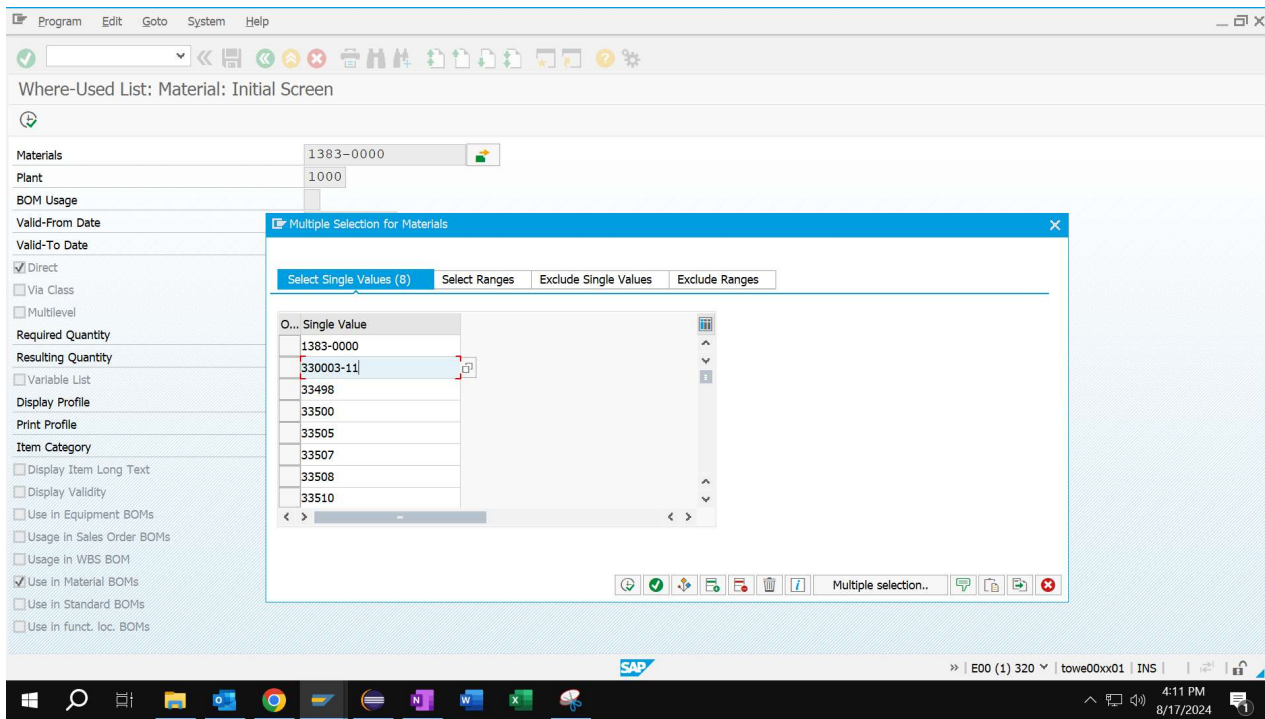 Program Edit Goto System Help
Where-Used List: Material: Initial Screen
Materials 1383-0000
Plant 1000
BOM Usage
Valid-From Date
Multiple Selection for Materials
Valid-To Date
Direct
Select Single Values (8) Select Ranges Exclude Single Values Exclude Ranges
Via Class
Multilevel
O... Single Value
Required Quantity
1383-0000
Resulting Quantity
330003-11
Variable List
33498
Display Profile
33500
Print Profile
33505
Item Category
33507
Display Item Long Text
33508
Display Validity
33510
Use in Equipment BOMs
Usage in Sales Order BOMs
Usage in WBS BOM
Use in Material BOMs
Multiple selection..
Use in Standard BOMs
Use in funct. loc. BOMs
SAP
E00 (1) 320 towe00xx01 INS
4:11 PM
8/17/2024
1